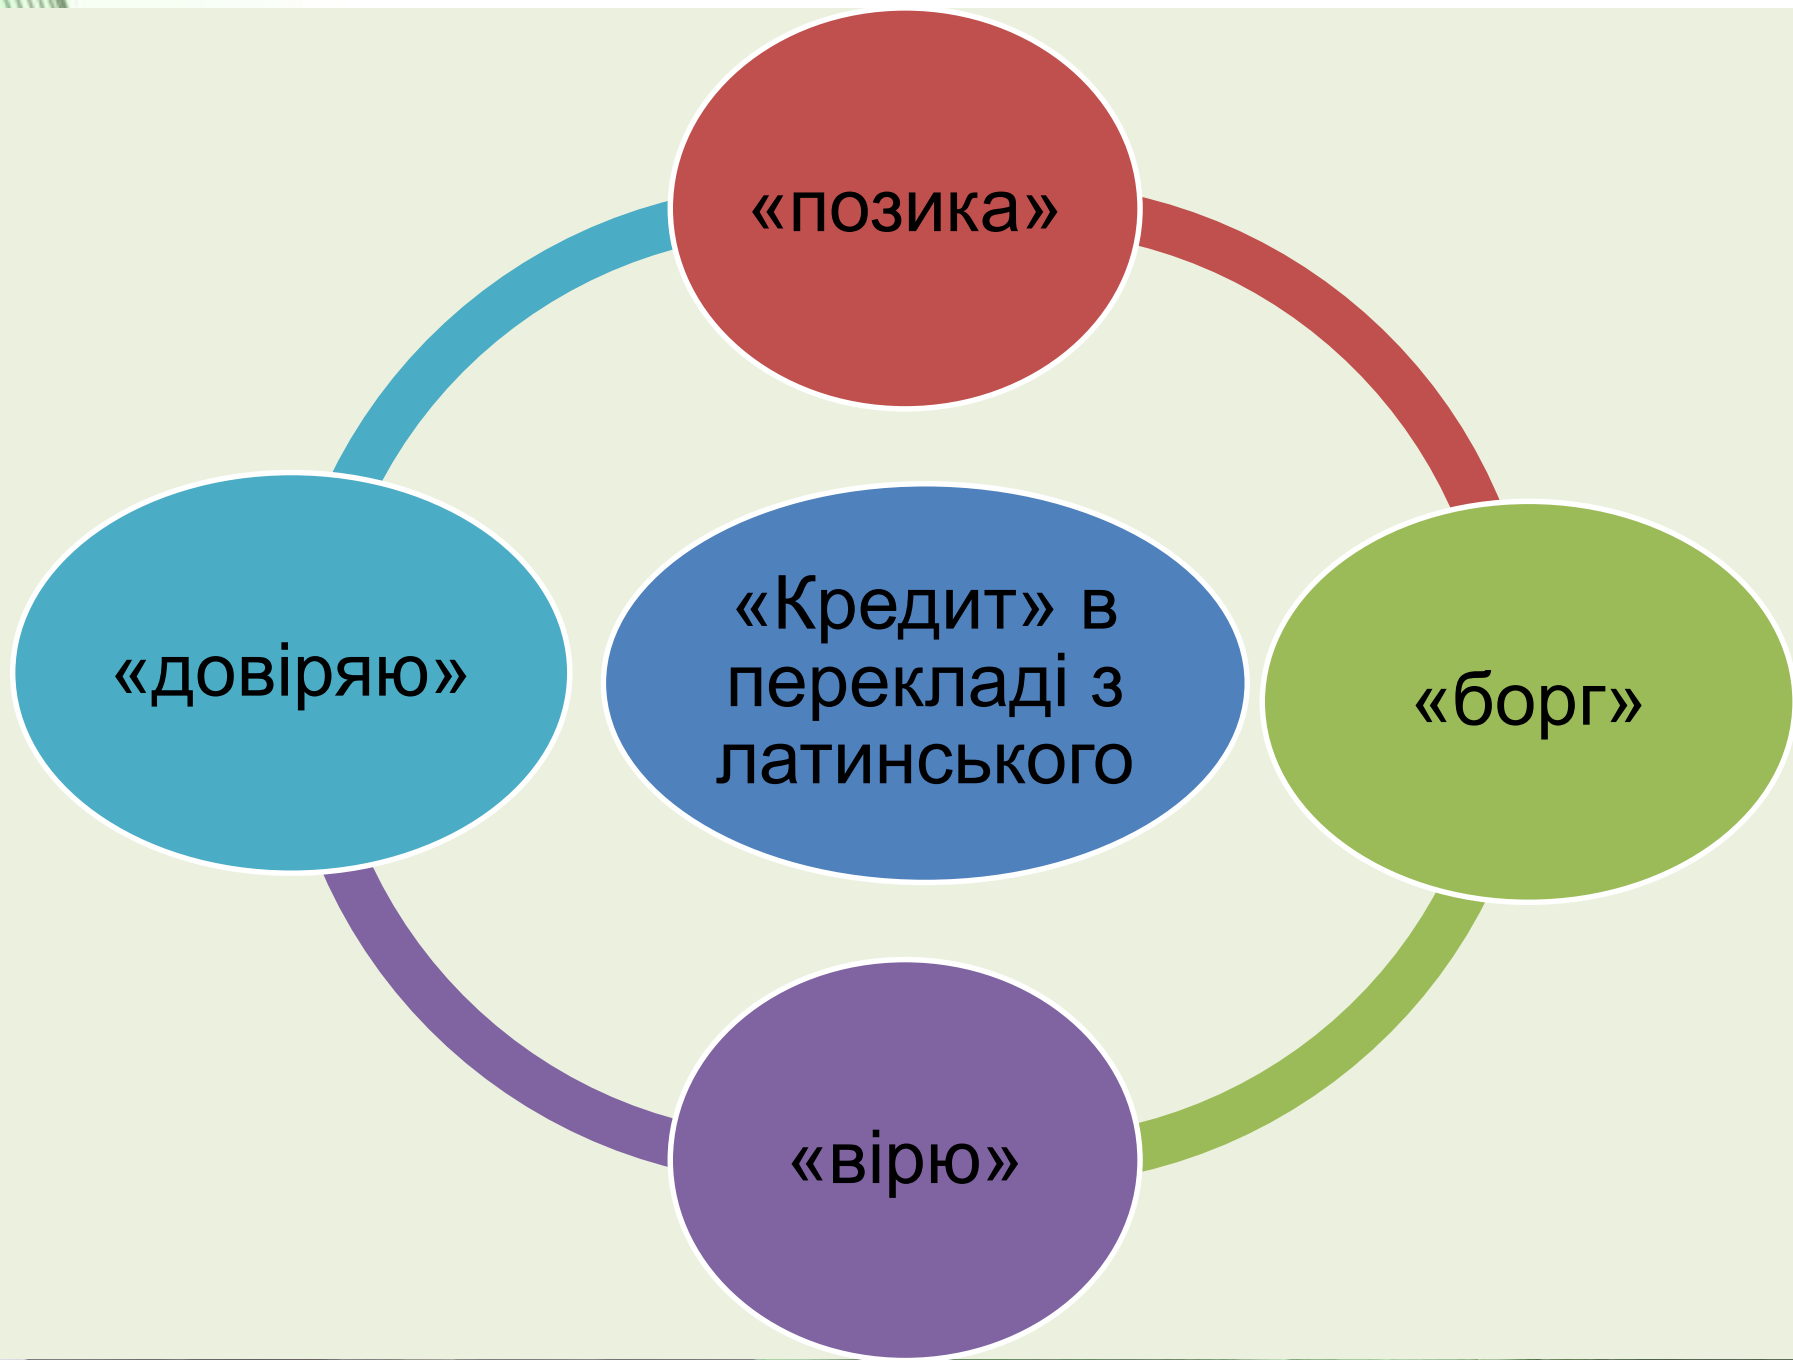 «позика»
«довіряю»
«Кредит» в
перекладі з
латинського
«борг»
«вірю»